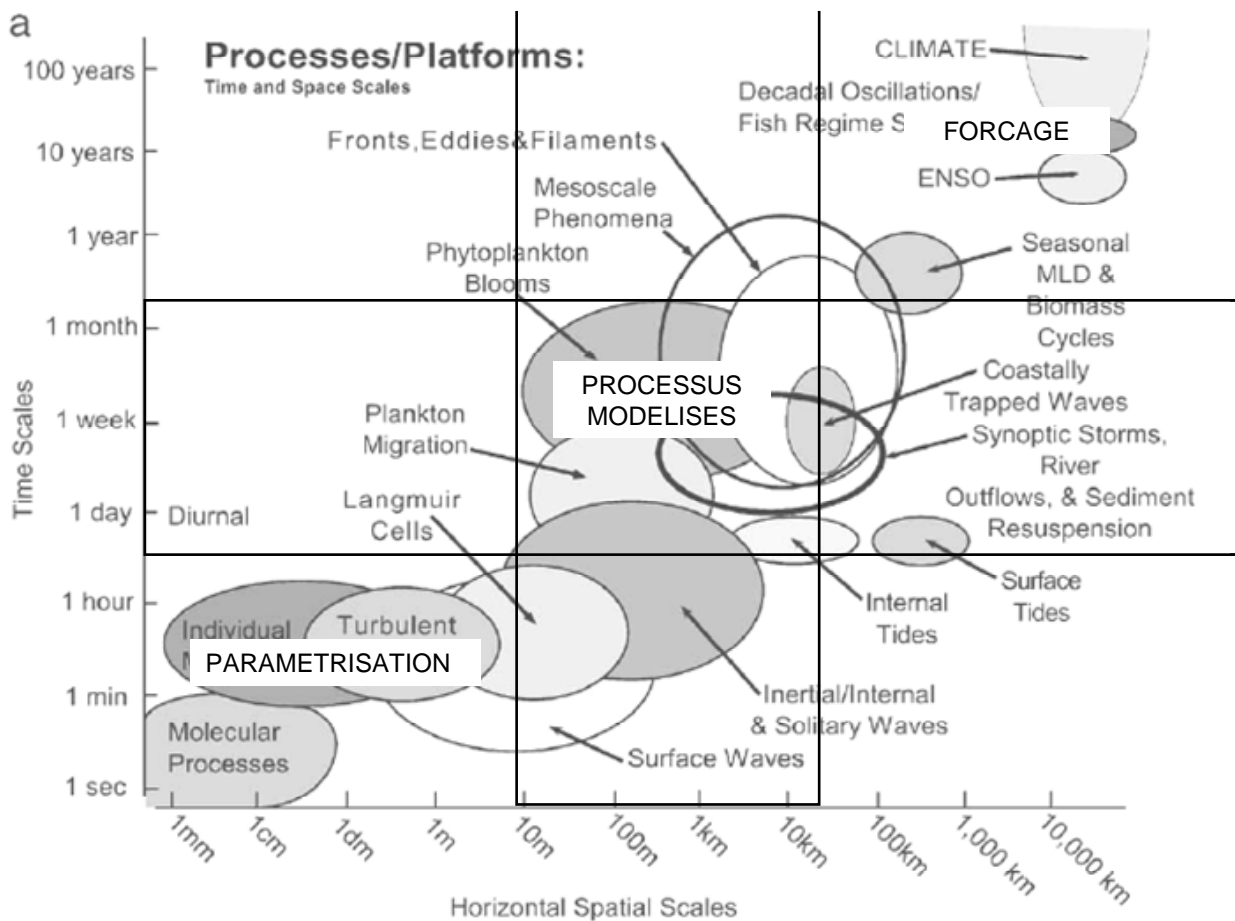 a
Processes/Platforms:
Time and Space Scales
CLIMATE
Decadal Oscillations/
Fish Regime S
FORCAGE
ENSO
Fronts,Eddies&Filaments
Mesoscale
Phenomena
Phytoplankton
Blooms
Seasonal
MLD &
Biomass
Cycles
PROCESSUS
MODELISES
Coastally
Trapped Waves
Plankton
Migration
Synoptic Storms,
River
Outflows, & Sediment
Resuspension
Langmuir
Cells
Diurnal
Internal
Tides
Surface
Tides
Individual
Turbulent
PARAMETRISATION
Inertial/Internal
& Solitary Waves
Surface Waves
Molecular
Processes
Time Scales
100 years
10 years
1 year
1 month
1 week
1 day
1 hour
1 min
1 sec
1mm
1cm
1dm
1m
10m
100m
1km
10km
100km
1,000 km
10,000 km
Horizontal Spatial Scales